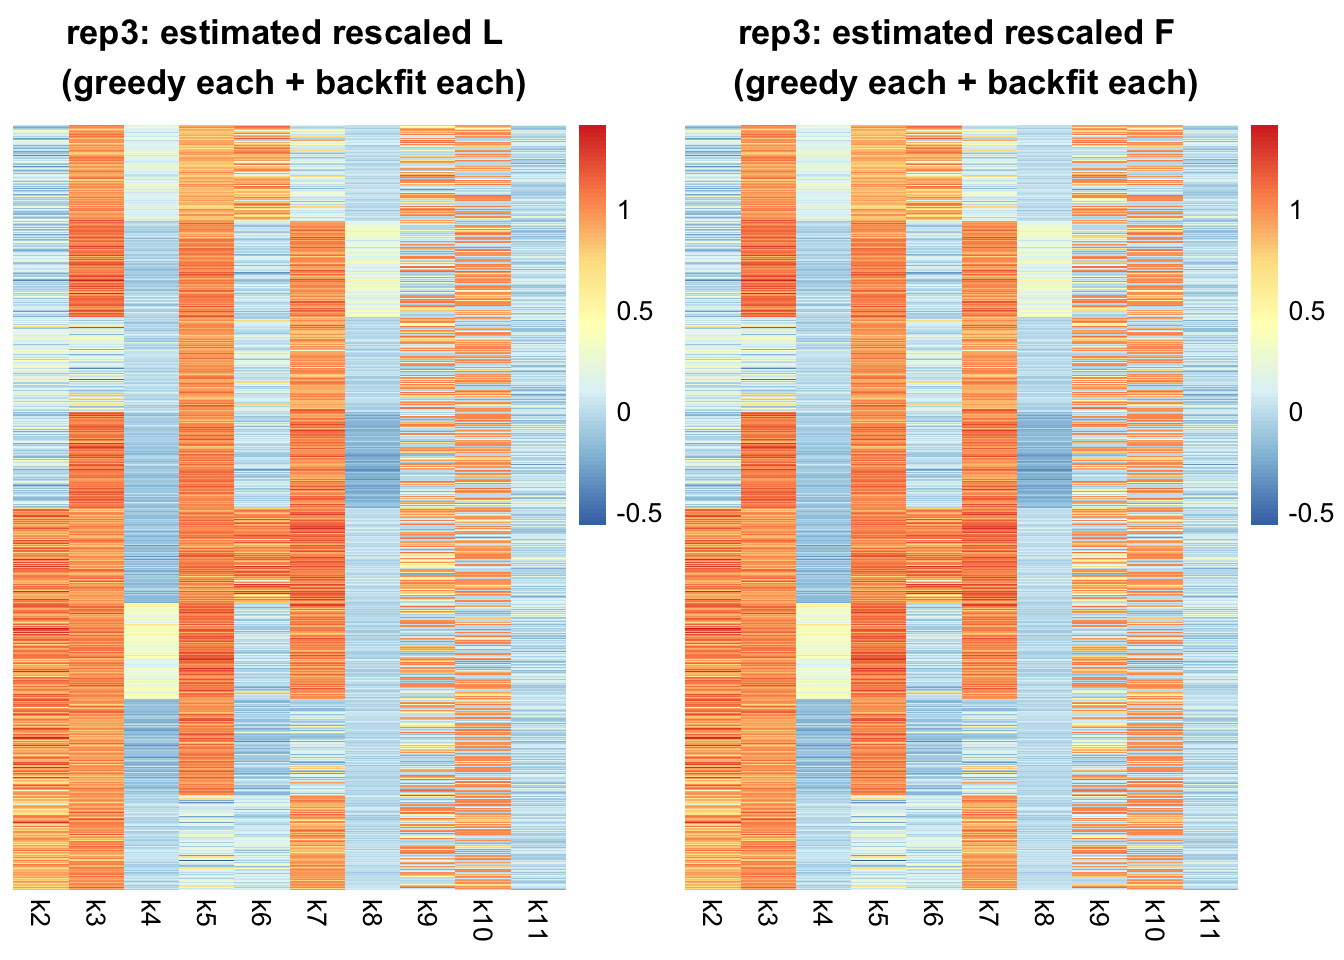 rep3: estimated rescaled L
(greedy each + backfit each)
1
0.5
0
-0.5
k2 k3 k4 k5 k6 k7 k8 k9 k10 k11
rep3: estimated rescaled F
(greedy each + backfit each)
1
0.5
0
-0.5
k2 k3 k4 k5 k6 k7 k8 k9 k10 k11